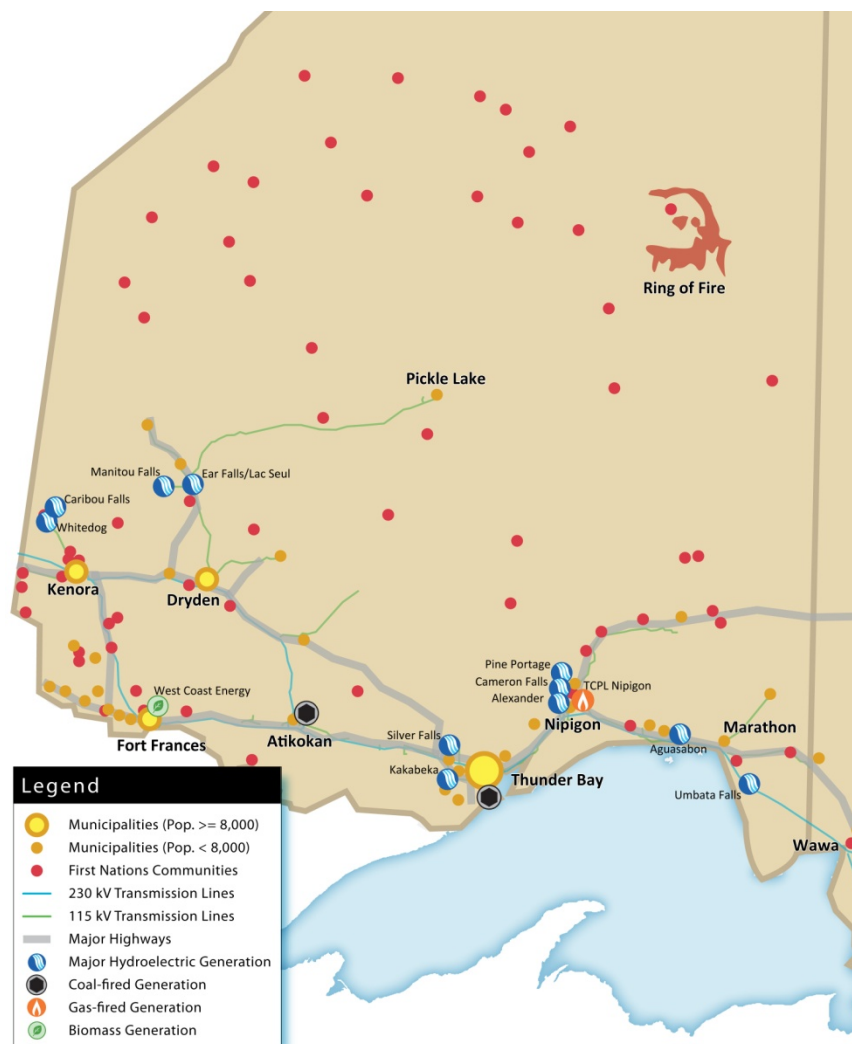 Ring of Fire
Pickle Lake
Manitou Falls
Ear Falls/Lac Seul
Caribou Falls
Whitedog
Kenora
Dryden
Pine Portage
Cameron Falls
TCPL Nipigon
Alexander
West Coast Energy
Nipigon
Fort Frances
Atikokan
Silver Falls
Marathon
Aguasabon
Kakabeka
Thunder Bay
Umbata Falls
Wawa
Legend
Municipalities (Pop. >= 8,000)
Municipalities (Pop. < 8,000)
First Nations Communities
230 kV Transmission Lines
115 kV Transmission Lines
Major Highways
Major Hydroelectric Generation
Coal-fired Generation
Gas-fired Generation
Biomass Generation